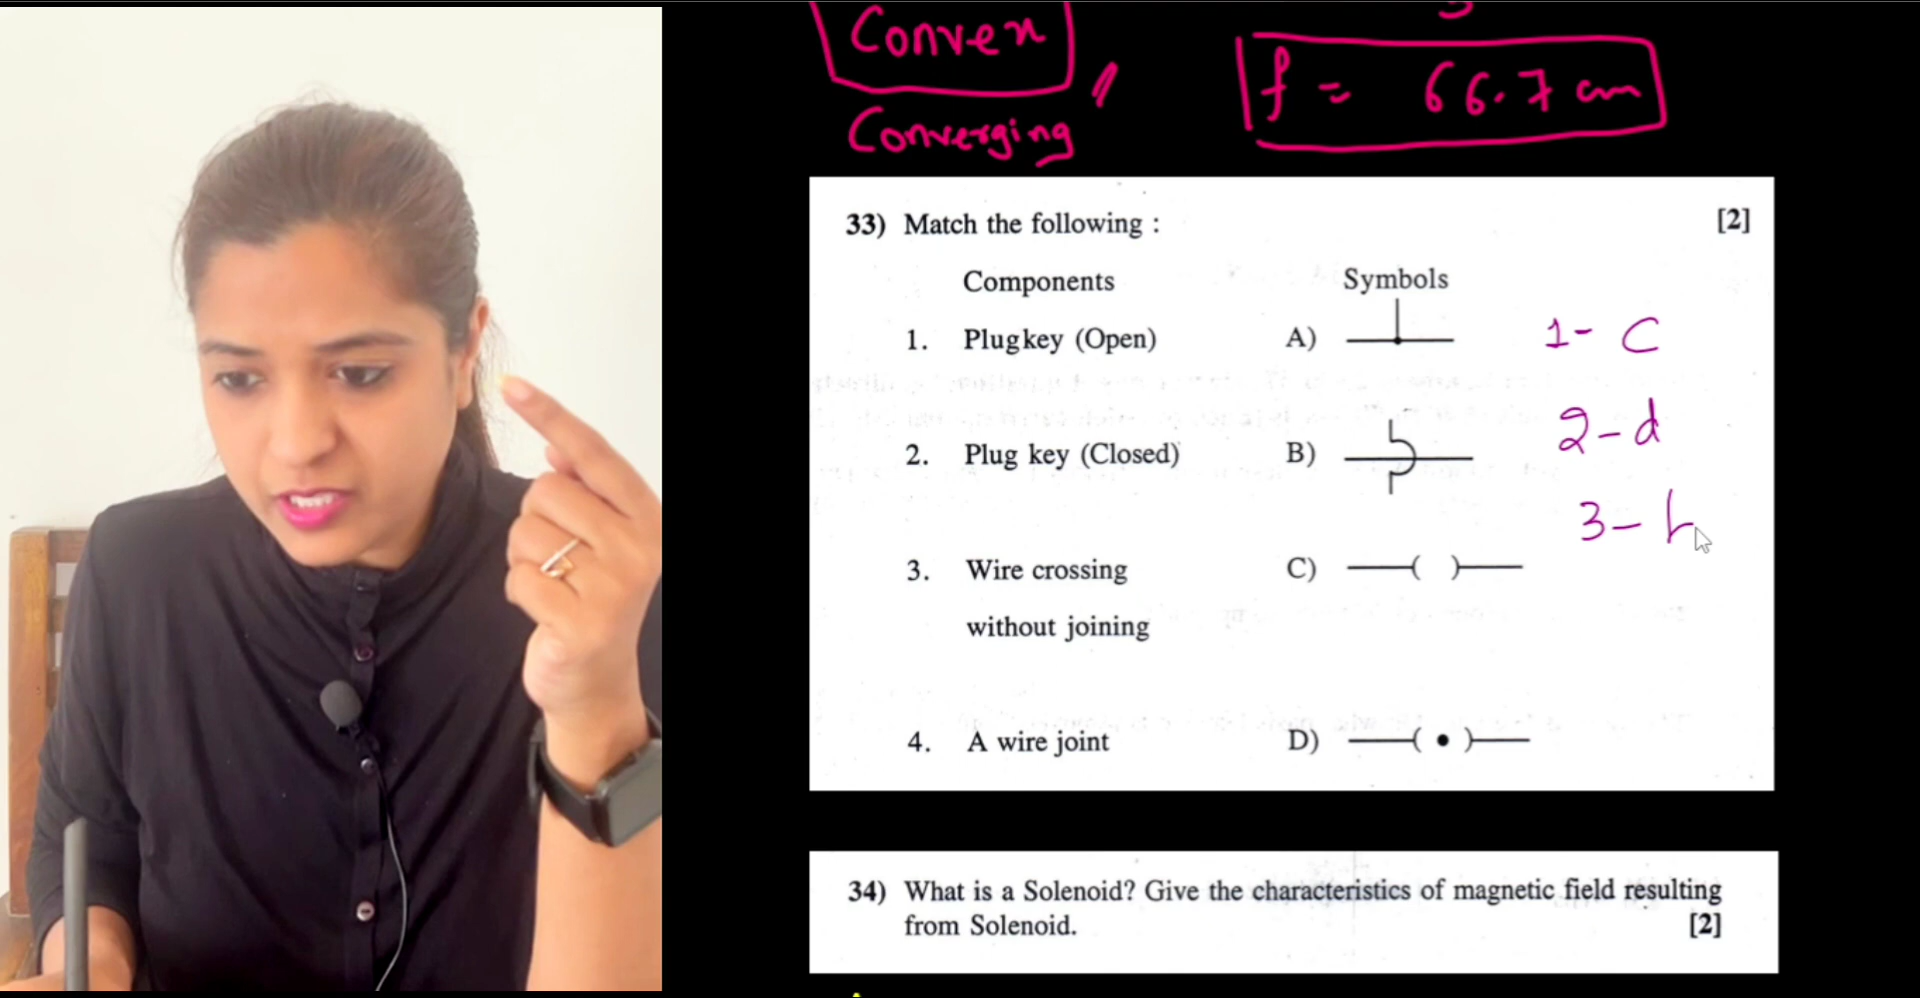 Convex
Converging
f = 66.7 cm
33) Match the following : [2]
Components Symbols
1. Plugkey (Open) A) 1- C
2. Plug key (Closed) B) 2-d
3. Wire crossing C) 3-
without joining
4. A wire joint D)
34) What is a Solenoid? Give the characteristics of magnetic field resulting
from Solenoid. [2]